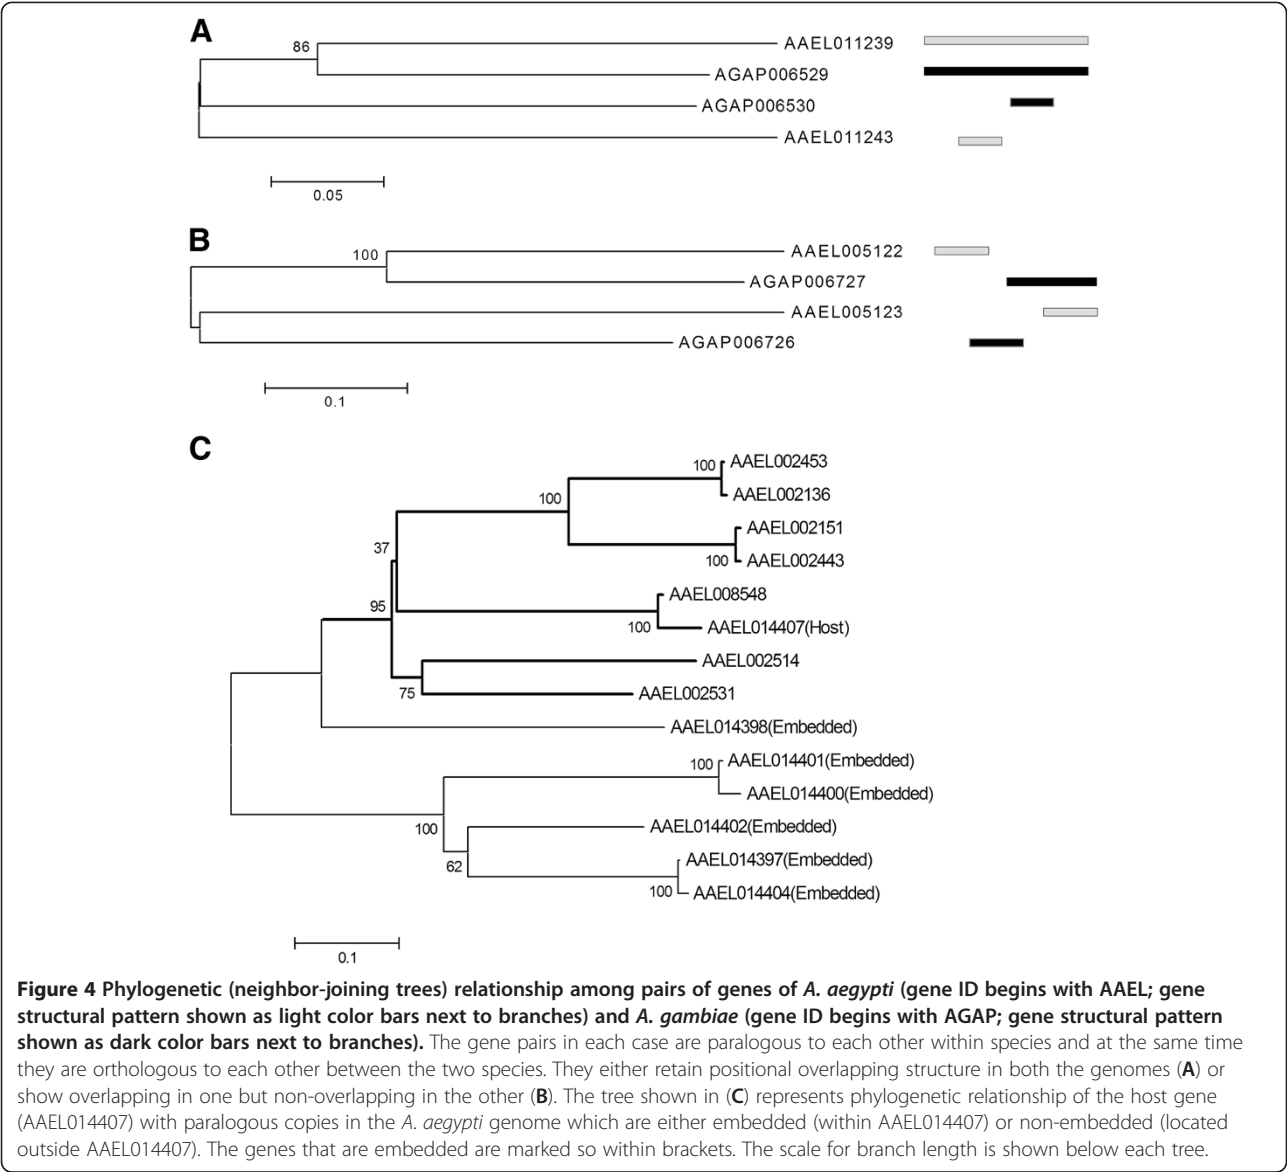 A
86
AAEL011239
AGAP006529
AGAP006530
AAEL011243
0.05
B
100
AAEL005122
AGAP006727
AAEL005123
AGAP006726
0.1
C
100
AAEL002453
100
AAEL002136
AAEL002151
37
100
AAEL002443
95
AAEL008548
100
AAEL014407(Host)
AAEL002514
75
AAEL002531
AAEL014398(Embedded)
100
AAEL014401(Embedded)
AAEL014400(Embedded)
100
AAEL014402(Embedded)
62
AAEL014397(Embedded)
100
AAEL014404(Embedded)
0.1
Figure 4 Phylogenetic (neighbor-joining trees) relationship among pairs of genes of A. aegypti (gene ID begins with AAEL; gene
structural pattern shown as light color bars next to branches) and A. gambiae (gene ID begins with AGAP; gene structural pattern
shown as dark color bars next to branches). The gene pairs in each case are paralogous to each other within species and at the same time
they are orthologous to each other between the two species. They either retain positional overlapping structure in both the genomes (A) or
show overlapping in one but non-overlapping in the other (B). The tree shown in (C) represents phylogenetic relationship of the host gene
(AAEL014407) with paralogous copies in the A. aegypti genome which are either embedded (within AAEL014407) or non-embedded (located
outside AAEL014407). The genes that are embedded are marked so within brackets. The scale for branch length is shown below each tree.